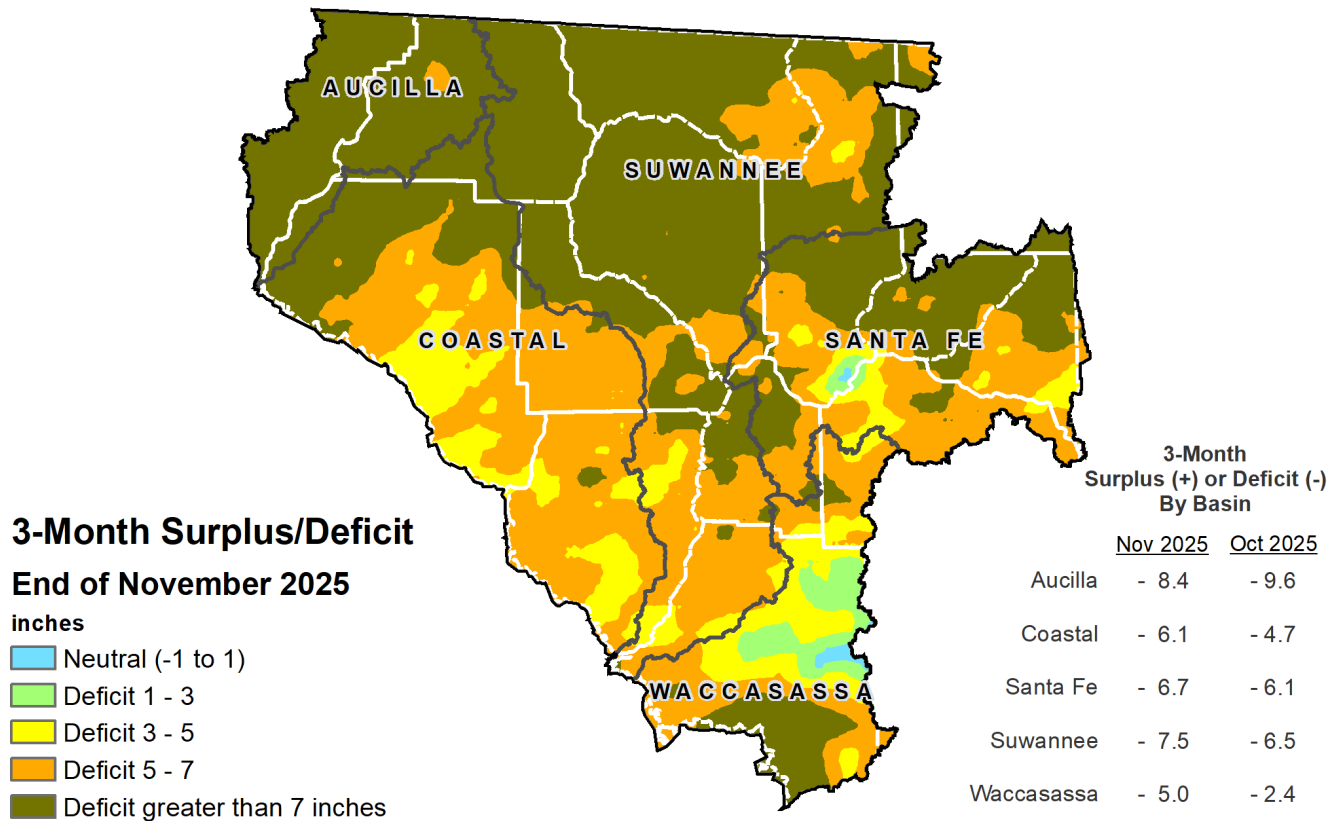 AUCILLA
SUWANNEE
COASTAL
SANTA FE
WACCASASSA
3-Month Surplus/Deficit
End of November 2025
inches
Neutral (-1 to 1)
Deficit 1 - 3
Deficit 3 - 5
Deficit 5 - 7
Deficit greater than 7 inches
3-Month
Surplus (+) or Deficit (-)
By Basin
Nov 2025 Oct 2025
Aucilla - 8.4 - 9.6
Coastal - 6.1 - 4.7
Santa Fe - 6.7 - 6.1
Suwannee - 7.5 - 6.5
Waccasassa - 5.0 - 2.4